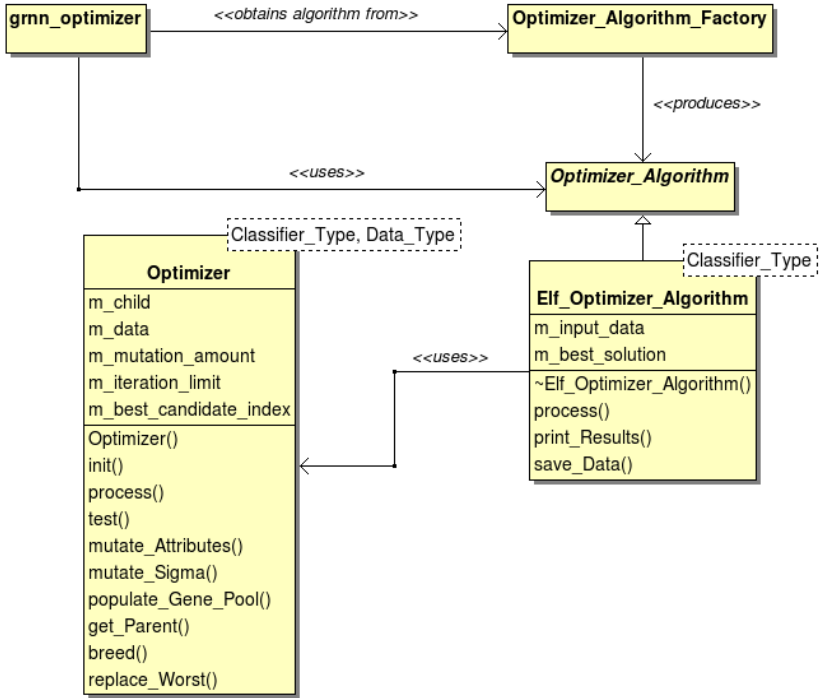 grnn_optimizer
<<obtains algorithm from>>
Optimizer_Algorithm_Factory
<<produces>>
<<uses>>
Optimizer_Algorithm
Classifier_Type, Data_Type
Optimizer
m_child
m_data
m_mutation_amount
m_iteration_limit
m_best_candidate_index
Optimizer()
init()
process()
test()
mutate_Attributes()
mutate_Sigma()
populate_Gene_Pool()
get_Parent()
breed()
replace_Worst()
<<uses>>
Classifier_Type
Elf_Optimizer_Algorithm
m_input_data
m_best_solution
~Elf_Optimizer_Algorithm()
process()
print_Results()
save_Data()